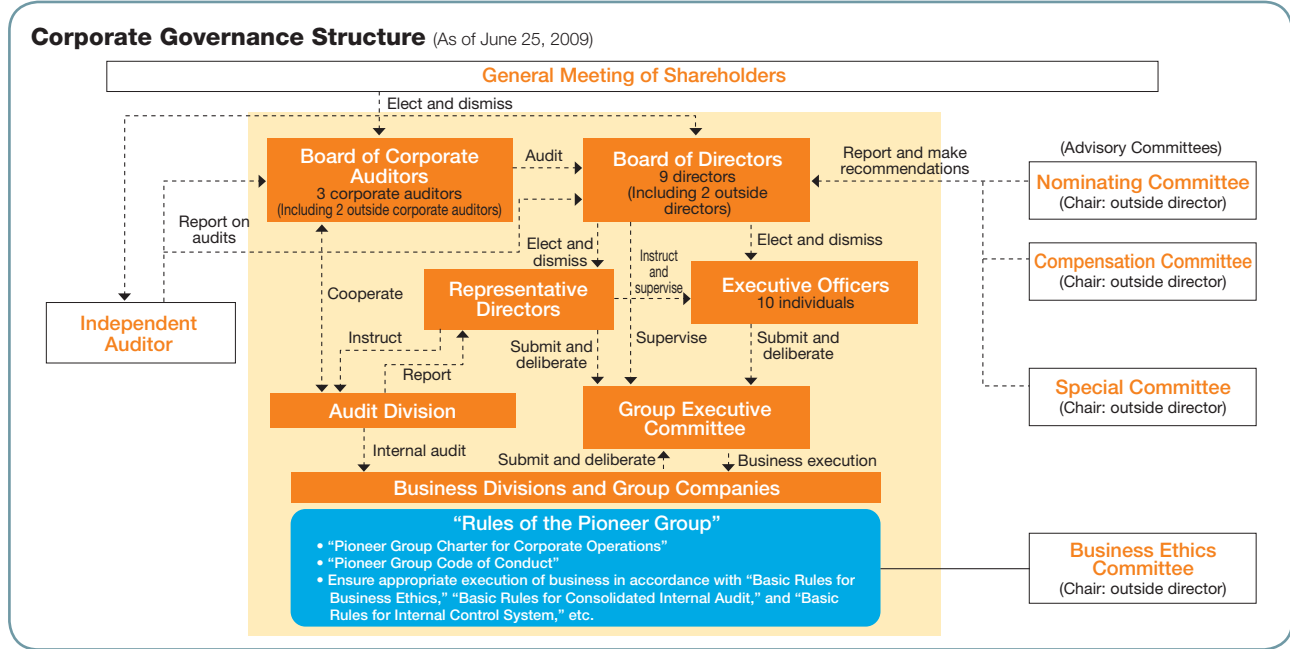 Corporate Governance Structure (As of June 25, 2009)
General Meeting of Shareholders
Elect and dismiss
Board of Corporate
Auditors
3 corporate auditors
(Including 2 outside corporate auditors)
Audit
Board of Directors
9 directors
(Including 2 outside
directors)
Report and make
recommendations
(Advisory Committees)
Nominating Committee
(Chair: outside director)
Report on
audits
Elect and
dismiss
Instruct
and
supervise
Elect and dismiss
Compensation Committee
(Chair: outside director)
Cooperate
Representative
Directors
Executive Officers
10 individuals
Independent
Auditor
Instruct
Report
Submit and
deliberate
Supervise
Submit and
deliberate
Special Committee
(Chair: outside director)
Audit Division
Group Executive
Committee
Internal audit
Submit and deliberate
Business execution
Business Divisions and Group Companies
“Rules of the Pioneer Group”
• “Pioneer Group Charter for Corporate Operations”
• “Pioneer Group Code of Conduct”
• Ensure appropriate execution of business in accordance with “Basic Rules for
Business Ethics,” “Basic Rules for Consolidated Internal Audit,” and “Basic
Rules for Internal Control System,” etc.
Business Ethics
Committee
(Chair: outside director)